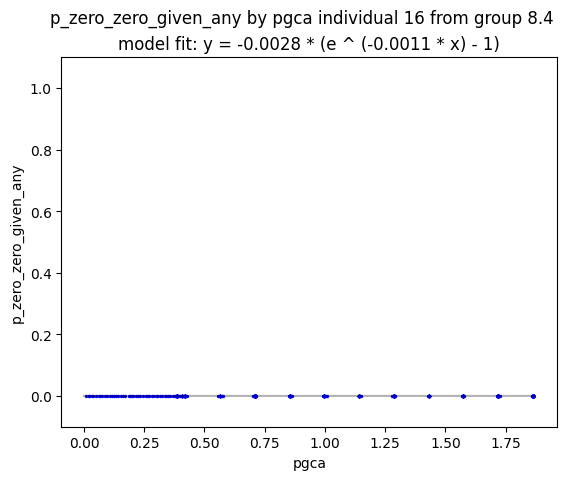 p_zero_zero_given_any by pgca individual 16 from group 8.4
model fit: y = -0.0028 * (e ^ (-0.0011 * x) - 1)
1.0
0.8
0.6
0.4
0.2
0.0
p_zero_zero_given_any
0.00 0.25 0.50 0.75 1.00 1.25 1.50 1.75
pgca